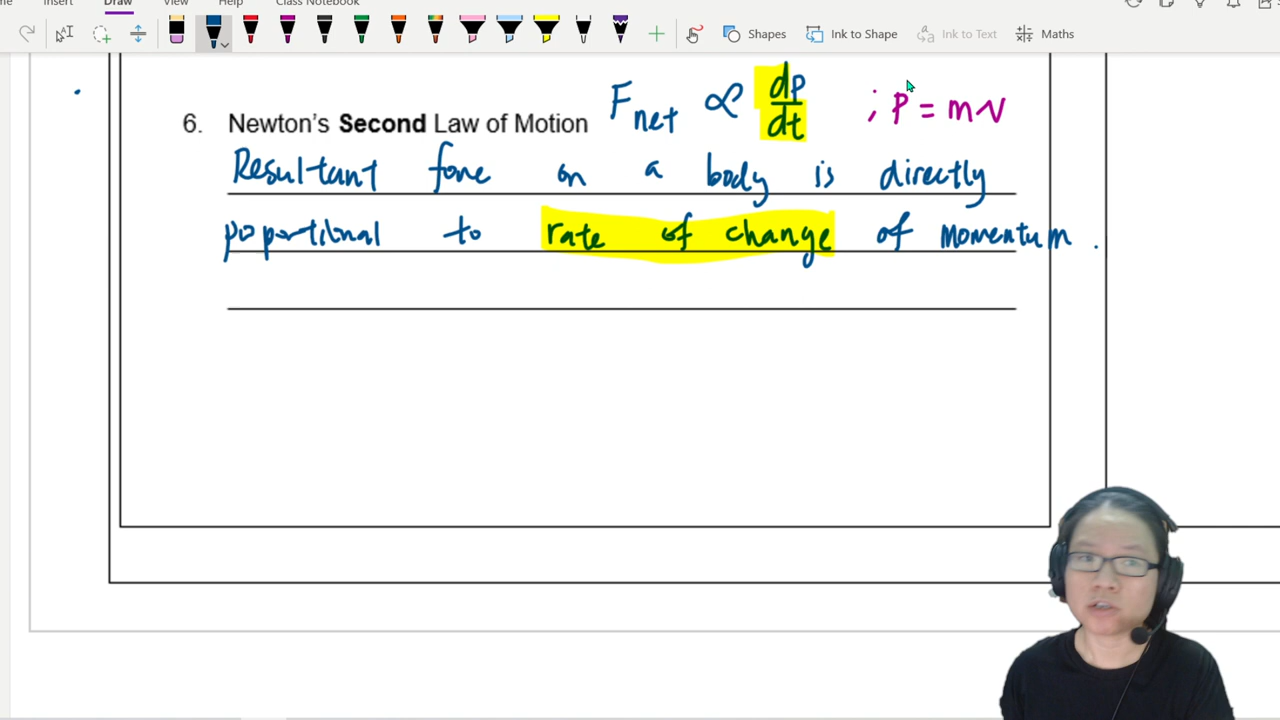 Insert Draw View Help Class Notebook
Shapes Ink to Shape Ink to Text Maths
F net ∝ dp/dt ; P = mv
6. Newton's Second Law of Motion
Resultant force on a body is directly
poportional to rate of change of momentum.